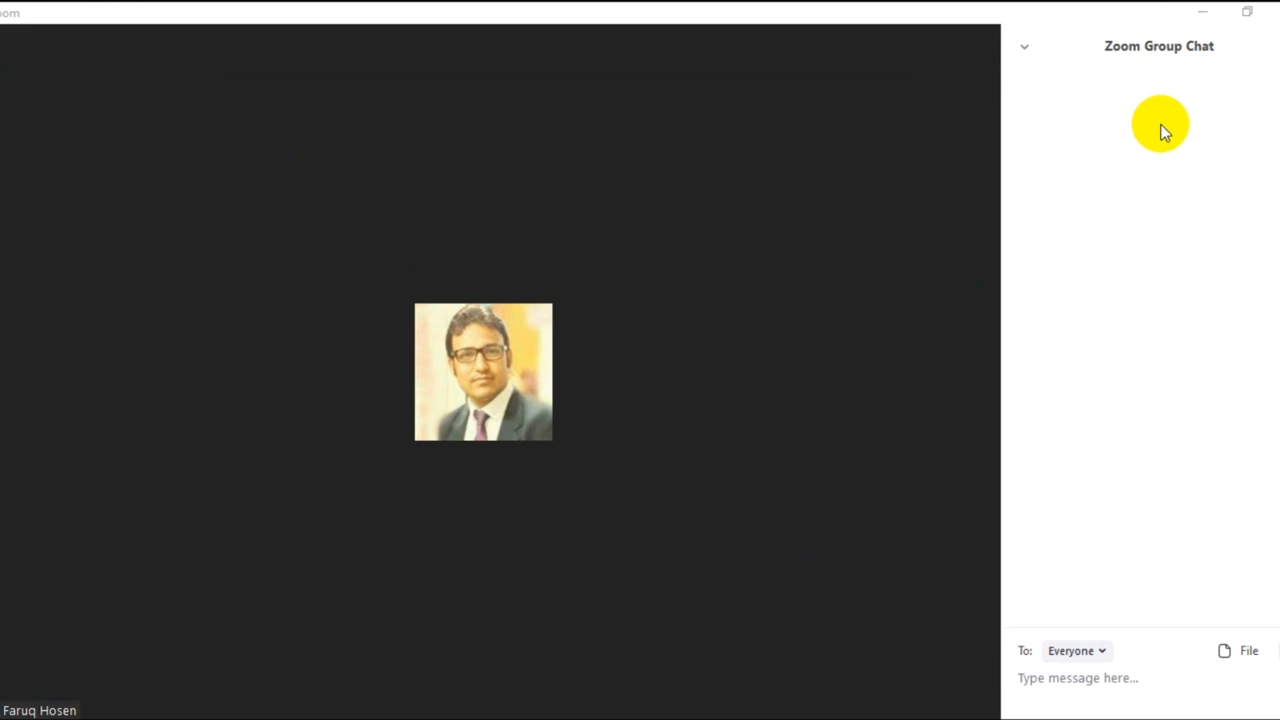 oom
Zoom Group Chat
To: Everyone File
Type message here...
Faruq Hosen